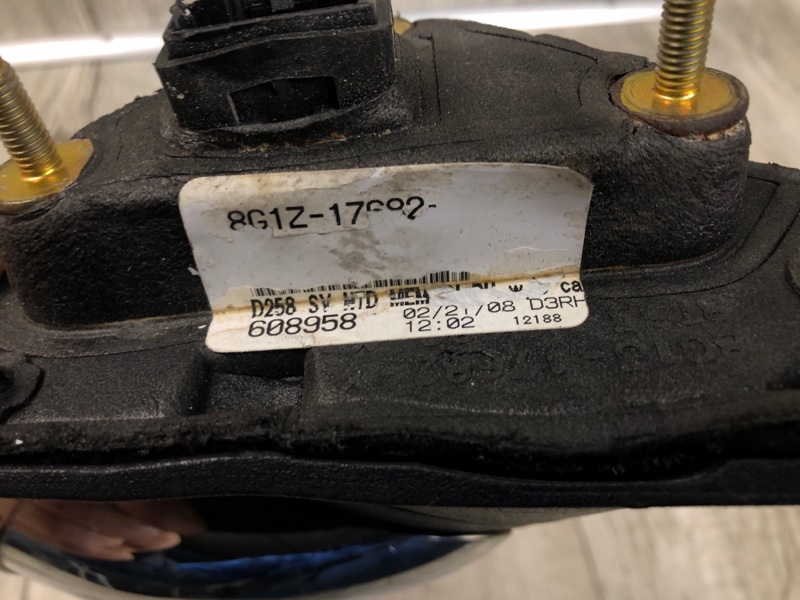 8G1Z-17682-
D258 SV HTD MEM
608958 02/21/08 D3RH
12:02 12188